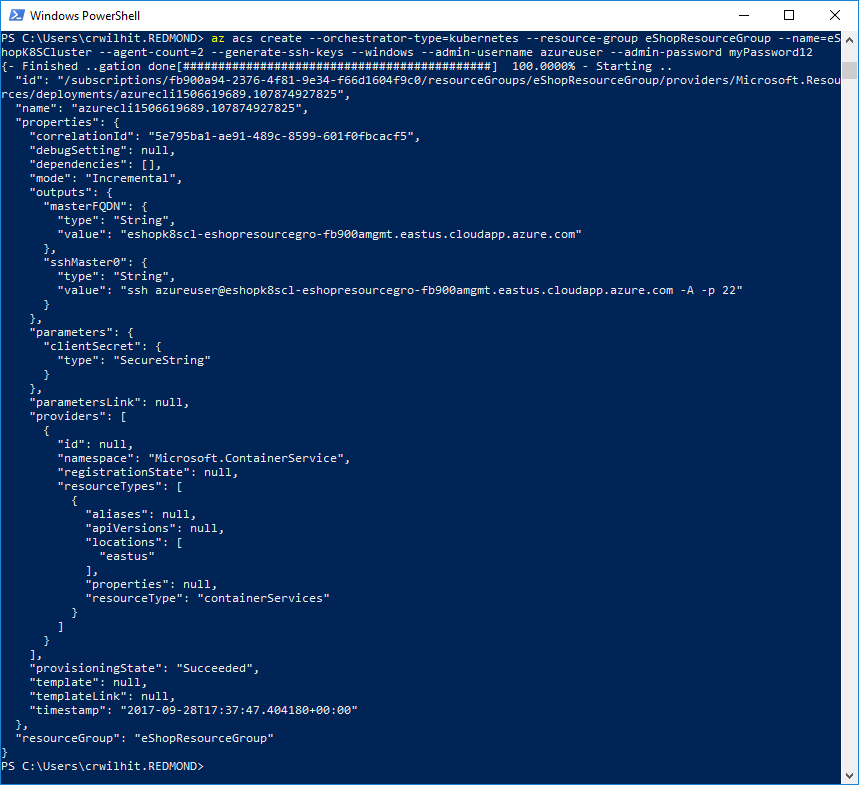 Windows PowerShell
PS C:\Users\crwilhit.REDMOND> az acs create --orchestrator-type=kubernetes --resource-group eShopResourceGroup --name=eS
hopK8SCluster --agent-count=2 --generate-ssh-keys --windows --admin-username azureuser --admin-password myPassword12
{- Finished ..gation done[############################################]  100.0000% - Starting ..
  "id": "/subscriptions/fb900a94-2376-4f81-9e34-f66d1604f9c0/resourceGroups/eShopResourceGroup/providers/Microsoft.Resou
rces/deployments/azurecli1506619689.107874927825",
  "name": "azurecli1506619689.107874927825",
  "properties": {
    "correlationId": "5e795ba1-ae91-489c-8599-601f0fbcacf5",
    "debugSetting": null,
    "dependencies": [],
    "mode": "Incremental",
    "outputs": {
      "masterFQDN": {
        "type": "String",
        "value": "eshopk8scl-eshopresourcegro-fb900amgmt.eastus.cloudapp.azure.com"
      },
      "sshMaster0": {
        "type": "String",
        "value": "ssh azureuser@eshopk8scl-eshopresourcegro-fb900amgmt.eastus.cloudapp.azure.com -A -p 22"
      }
    },
    "parameters": {
      "clientSecret": {
        "type": "SecureString"
      }
    },
    "parametersLink": null,
    "providers": [
      {
        "id": null,
        "namespace": "Microsoft.ContainerService",
        "registrationState": null,
        "resourceTypes": [
          {
            "aliases": null,
            "apiVersions": null,
            "locations": [
              "eastus"
            ],
            "properties": null,
            "resourceType": "containerServices"
          }
        ]
      }
    ],
    "provisioningState": "Succeeded",
    "template": null,
    "templateLink": null,
    "timestamp": "2017-09-28T17:37:47.404180+00:00"
  },
  "resourceGroup": "eShopResourceGroup"
}
PS C:\Users\crwilhit.REDMOND>